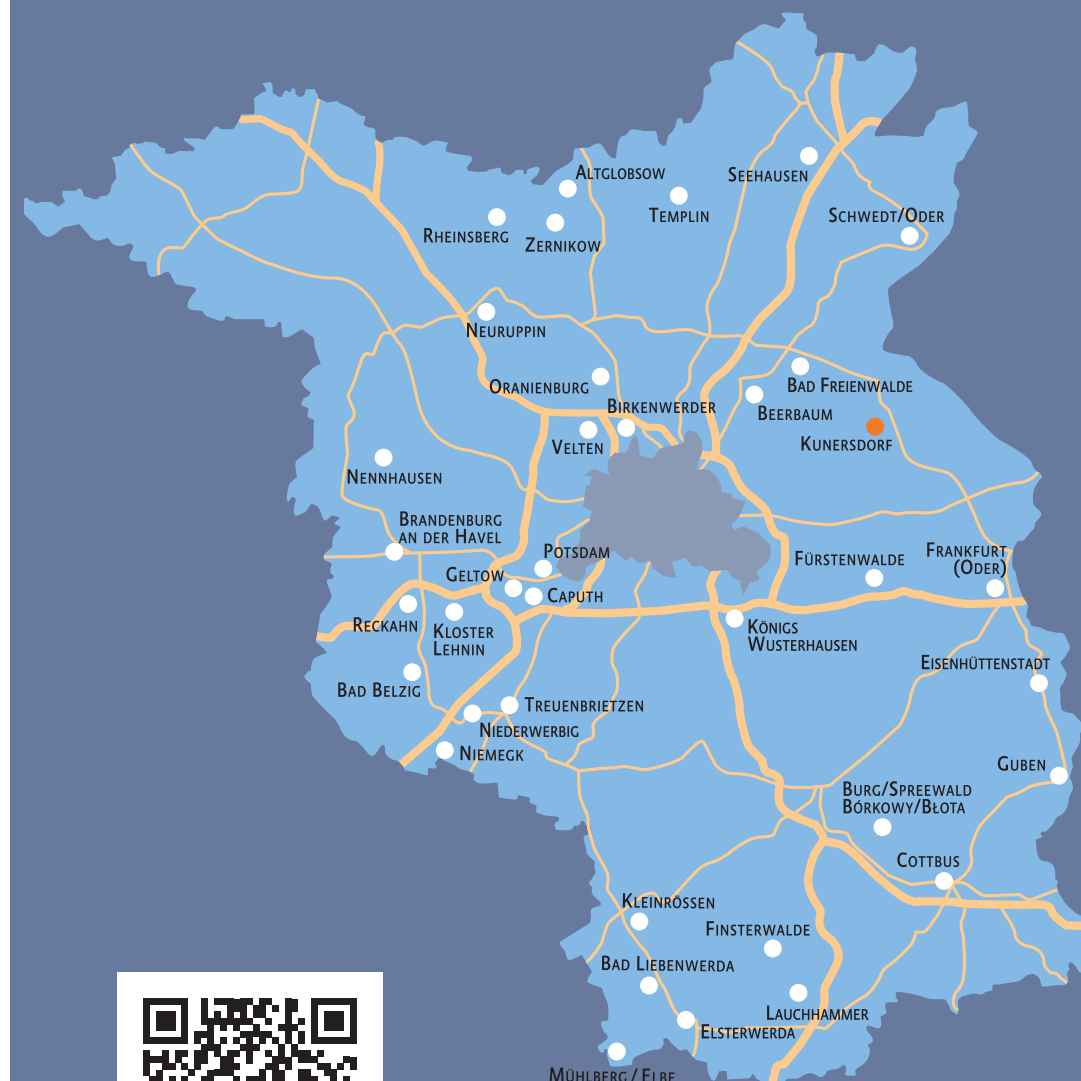 Altglobsow
Seehausen
Templin
Schwedt/Oder
Rheinsberg
Zernikow
Neuruppin
Oranienburg
Bad Freienwalde
Birkenwerder
Beerbaum
Kunersdorf
Velten
Nennhausen
Brandenburg
an der Havel
Potsdam
Fürstenwalde
Frankfurt
(Oder)
Geltow
Caputh
Reckahn
Kloster
Lehnin
Königs
Wusterhausen
Eisenhüttenstadt
Bad Belzig
Treuenbrietzen
Niederwerbig
Niemegk
Guben
Burg/Spreewald
Bórkowy/Błota
Cottbus
Kleinrössen
Finsterwalde
Bad Liebenwerda
Lauchhammer
Elsterwerda
Mühlberg / Elbe